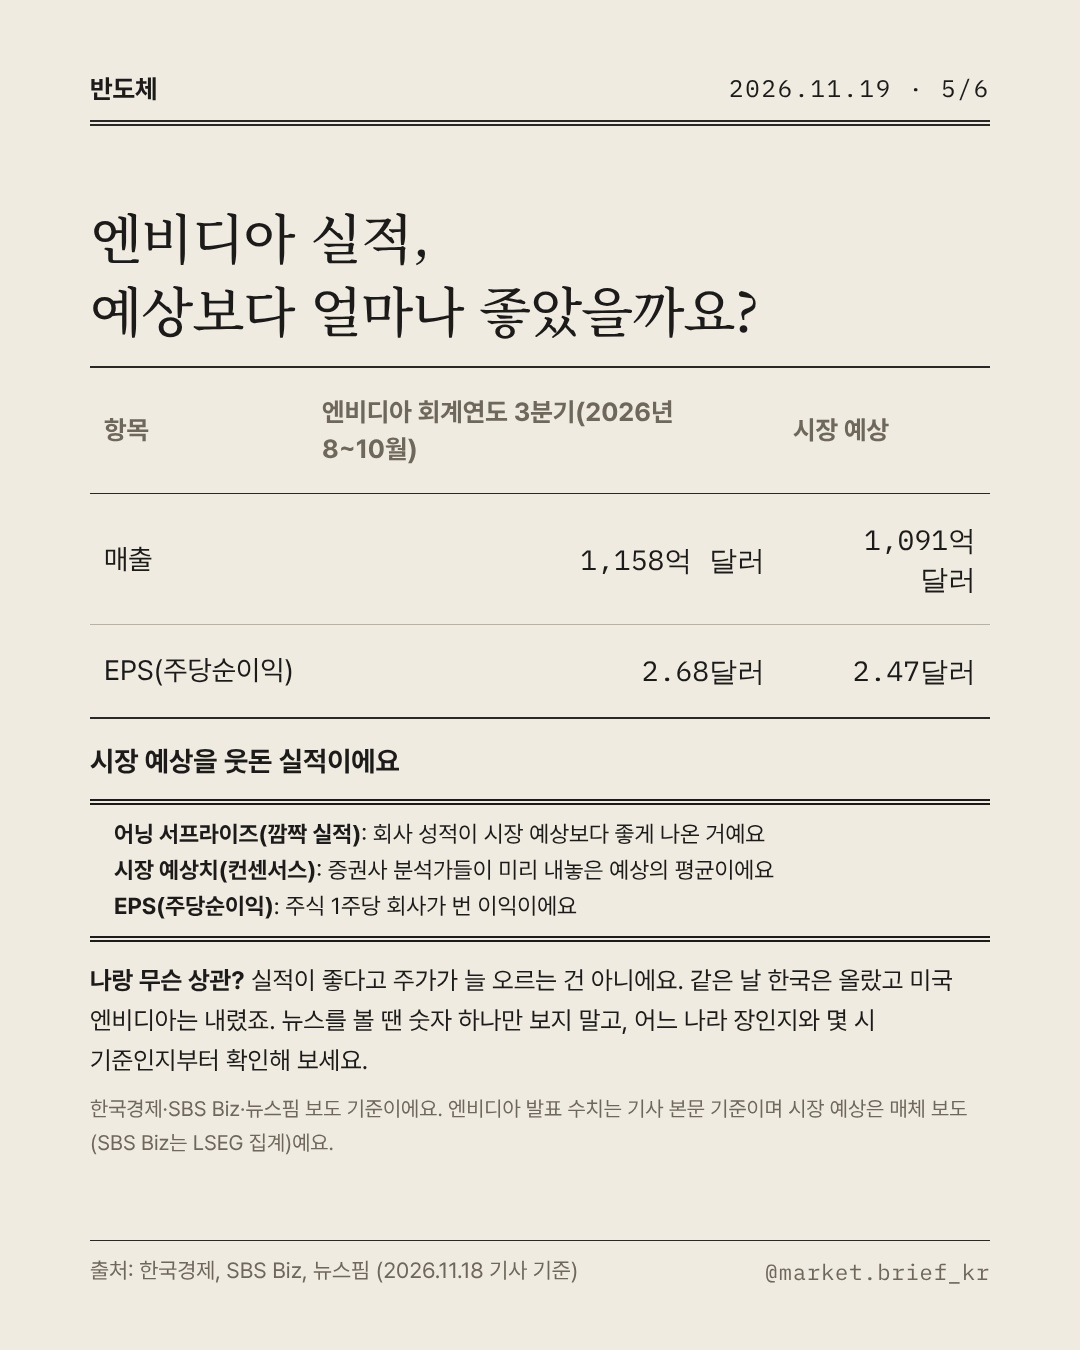 반도체
2026.11.19 · 5/6
엔비디아 실적,
예상보다 얼마나 좋았을까요?
항목
엔비디아 회계연도 3분기(2026년
8~10월)
시장 예상
매출
1,158억 달러
1,091억
달러
EPS(주당순이익)
2.68달러
2.47달러
시장 예상을 웃돈 실적이에요
어닝 서프라이즈(깜짝 실적): 회사 성적이 시장 예상보다 좋게 나온 거예요
시장 예상치(컨센서스): 증권사 분석가들이 미리 내놓은 예상의 평균이에요
EPS(주당순이익): 주식 1주당 회사가 번 이익이에요
나랑 무슨 상관? 실적이 좋다고 주가가 늘 오르는 건 아니에요. 같은 날 한국은 올랐고 미국
엔비디아는 내렸죠. 뉴스를 볼 땐 숫자 하나만 보지 말고, 어느 나라 장인지와 몇 시
기준인지부터 확인해 보세요.
한국경제·SBS Biz·뉴스핌 보도 기준이에요. 엔비디아 발표 수치는 기사 본문 기준이며 시장 예상은 매체 보도
(SBS Biz는 LSEG 집계)예요.
출처: 한국경제, SBS Biz, 뉴스핌 (2026.11.18 기사 기준)
@market.brief_kr